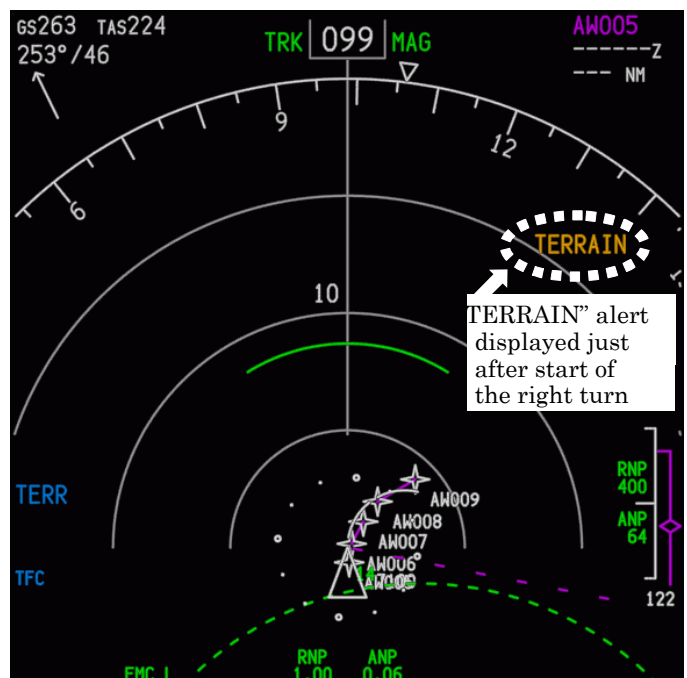 GS263 TAS224
253°/46
TRK 099 MAG
AW005
------Z
--- NM
6
9
12
TERRAIN
10
TERRAIN” alert
displayed just
after start of
the right turn
TERR
TFC
RNP
400
ANP
64
122
AW009
AW008
AW007
AW006
RNP ANP
1.00 0.06